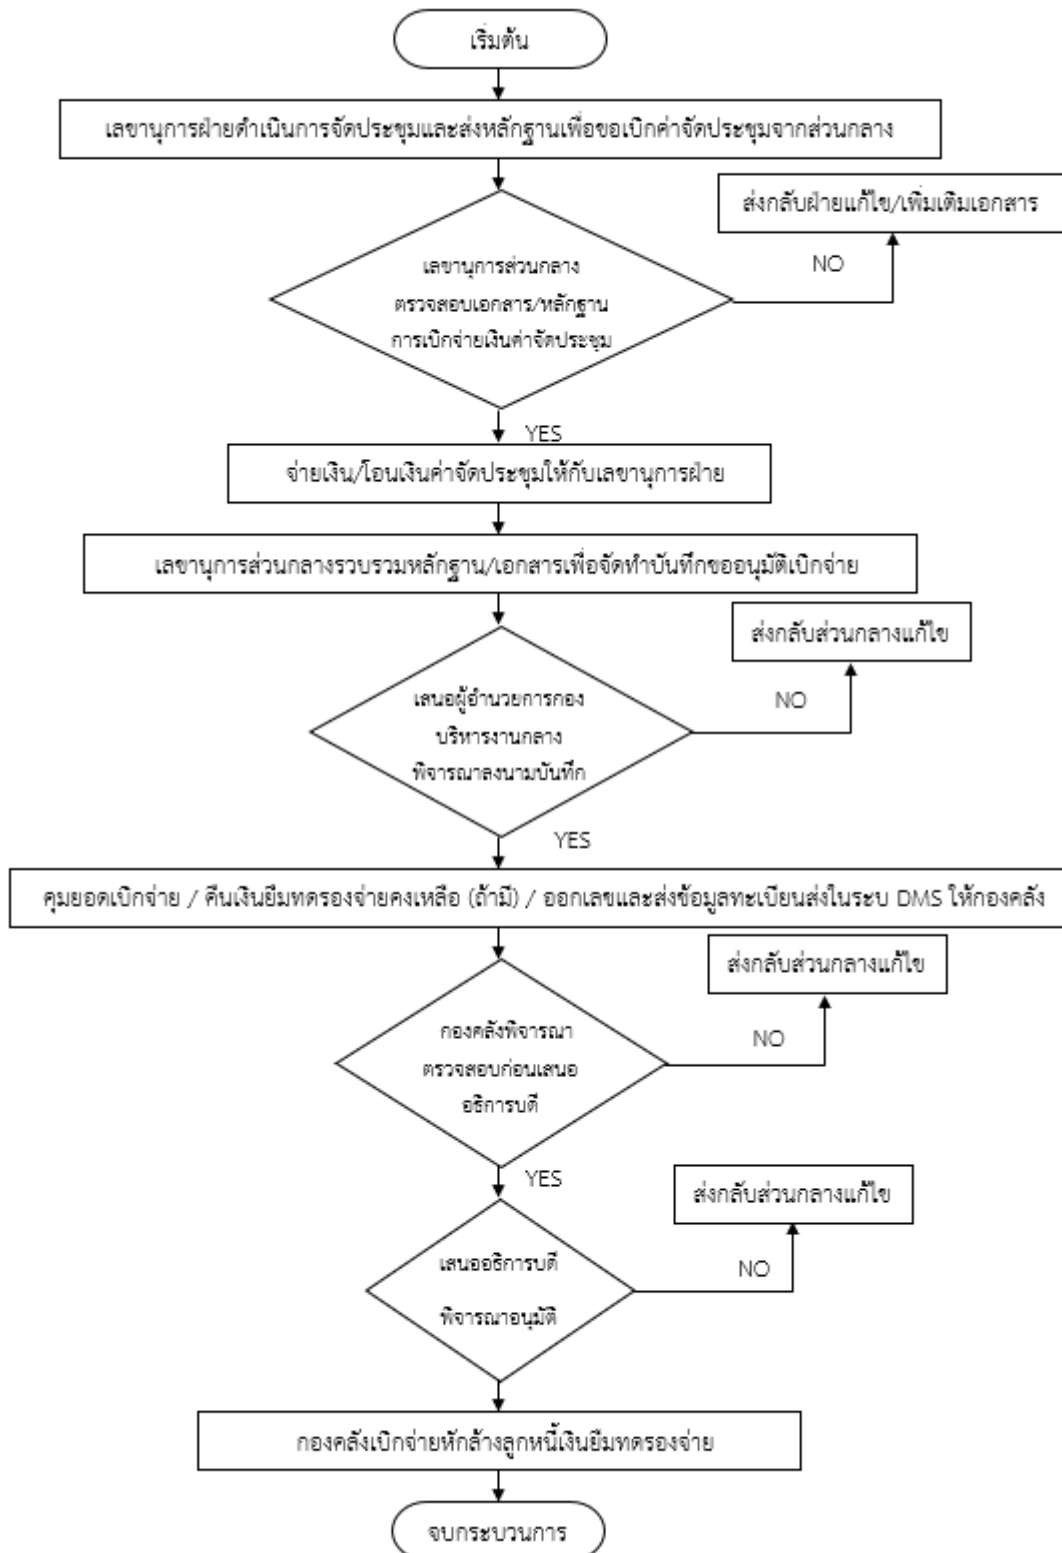 เริ่มต้น
เลขานุการฝ่ายดำเนินการจัดประชุมและส่งหลักฐานเพื่อขอเบิกค่าจัดประชุมจากส่วนกลาง
ส่งกลับฝ่ายแก้ไข/เพิ่มเติมเอกสาร
NO
เลขานุการส่วนกลาง
ตรวจสอบเอกสาร/หลักฐาน
การเบิกจ่ายเงินค่าจัดประชุม
YES
จ่ายเงิน/โอนเงินค่าจัดประชุมให้กับเลขานุการฝ่าย
เลขานุการส่วนกลางรวบรวมหลักฐาน/เอกสารเพื่อจัดทำบันทึกขออนุมัติเบิกจ่าย
ส่งกลับส่วนกลางแก้ไข
NO
เสนอผู้อำนวยการกอง
บริหารงานกลาง
พิจารณาลงนามบันทึก
YES
คุมยอดเบิกจ่าย / คืนเงินยืมทดรองจ่ายคงเหลือ (ถ้ามี) / ออกเลขและส่งข้อมูลทะเบียนส่งในระบ DMS ให้กองคลัง
ส่งกลับส่วนกลางแก้ไข
NO
กองคลังพิจารณา
ตรวจสอบก่อนเสนอ
อธิการบดี
YES
ส่งกลับส่วนกลางแก้ไข
NO
เสนออธิการบดี
พิจารณาอนุมัติ
กองคลังเบิกจ่ายหักล้างลูกหนี้เงินยืมทดรองจ่าย
จบกระบวนการ